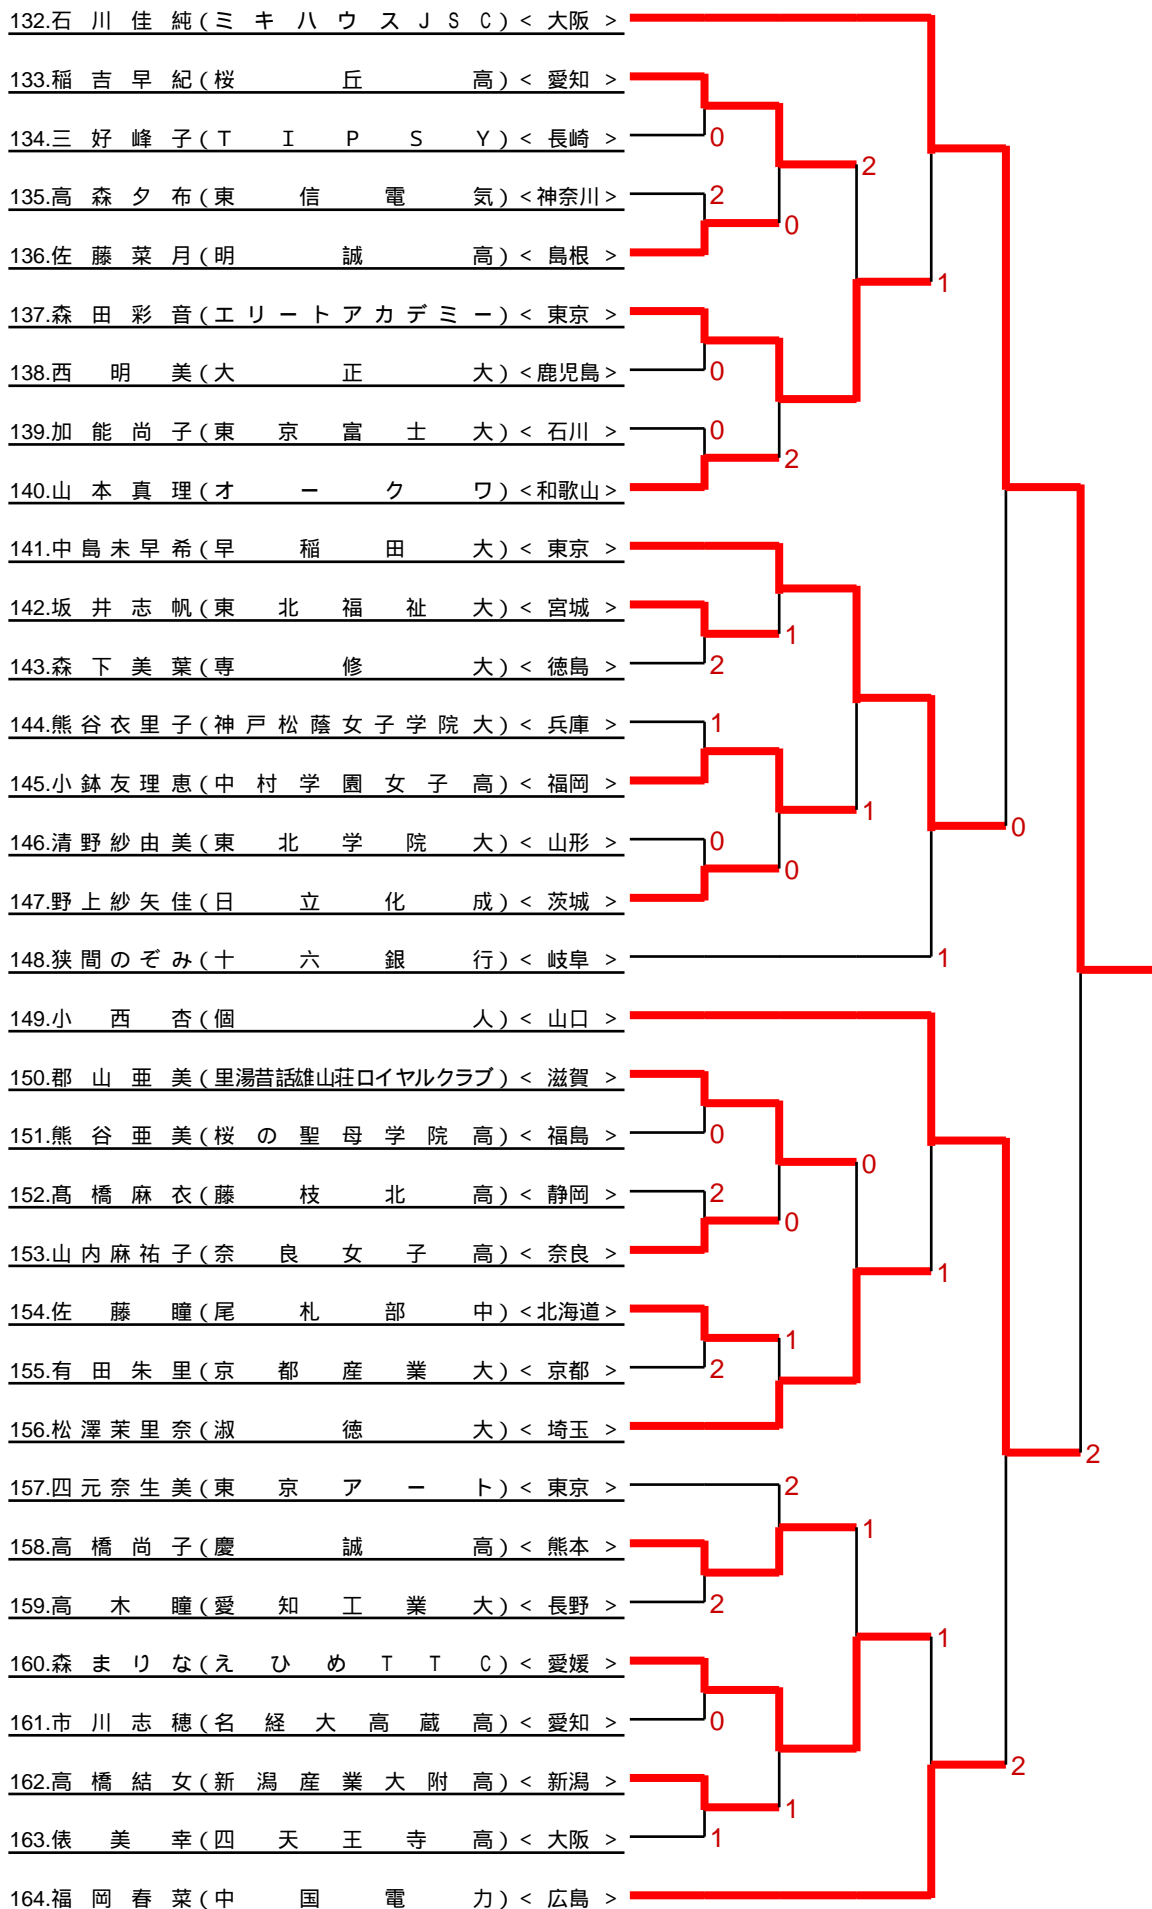 132.石川佳純(ミキハウスJSC)< 大阪 >
133.稲吉早紀(桜丘高)< 愛知 >
0
134.三好峰子(TIPSY)< 長崎 >
2
135.高森夕布(東信電気)<神奈川>
2
0
136.佐藤菜月(明誠高)< 島根 >
1
137.森田彩音(エリートアカデミー)< 東京 >
138.西明美(大正大)<鹿児島>
0
139.加能尚子(東京富士大)< 石川 >
0
2
140.山本真理(オークワ)<和歌山>
141.中島未早希(早稲田大)< 東京 >
142.坂井志帆(東北福祉大)< 宮城 >
1
143.森下美葉(専修大)< 徳島 >
2
144.熊谷衣里子(神戸松蔭女子学院大)< 兵庫 >
1
145.小鉢友理恵(中村学園女子高)< 福岡 >
1
0
146.清野紗由美(東北学院大)< 山形 >
0
0
147.野上紗矢佳(日立化成)< 茨城 >
148.狭間のぞみ(十六銀行)< 岐阜 >
1
149.小西杏(個人)< 山口 >
150.郡山亜美(里湯昔話雄山荘ロイヤルクラブ)< 滋賀 >
151.熊谷亜美(桜の聖母学院高)< 福島 >
0
0
152.髙橋麻衣(藤枝北高)< 静岡 >
2
0
153.山内麻祐子(奈良女子高)< 奈良 >
1
154.佐藤瞳(尾札部中)<北海道>
1
155.有田朱里(京都産業大)< 京都 >
2
156.松澤茉里奈(淑徳大)< 埼玉 >
2
157.四元奈生美(東京アート)< 東京 >
2
1
158.高橋尚子(慶誠高)< 熊本 >
159.高木瞳(愛知工業大)< 長野 >
2
1
160.森まりな(えひめTTC)< 愛媛 >
161.市川志穂(名経大高蔵高)< 愛知 >
0
2
162.高橋結女(新潟産業大附高)< 新潟 >
1
163.俵美幸(四天王寺高)< 大阪 >
1
164.福岡春菜(中国電力)< 広島 >